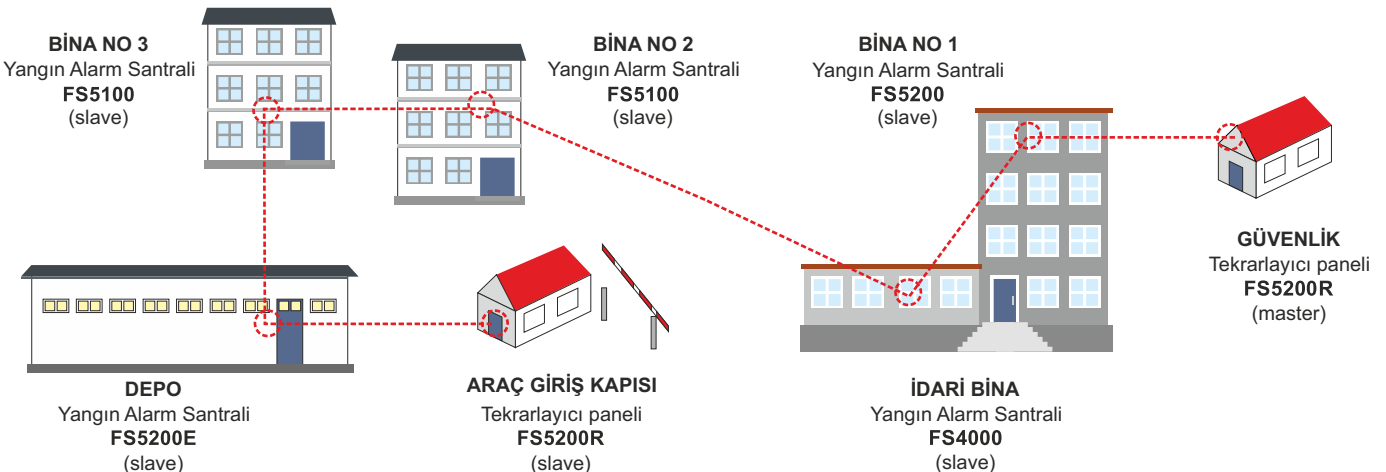 BİNA NO 3
Yangın Alarm Santrali
FS5100
(slave)
BİNA NO 2
Yangın Alarm Santrali
FS5100
(slave)
BİNA NO 1
Yangın Alarm Santrali
FS5200
(slave)
GÜVENLİK
Tekrarlayıcı paneli
FS5200R
(master)
DEPO
Yangın Alarm Santrali
FS5200E
(slave)
ARAÇ GİRİŞ KAPISI
Tekrarlayıcı paneli
FS5200R
(slave)
İDARİ BİNA
Yangın Alarm Santrali
FS4000
(slave)